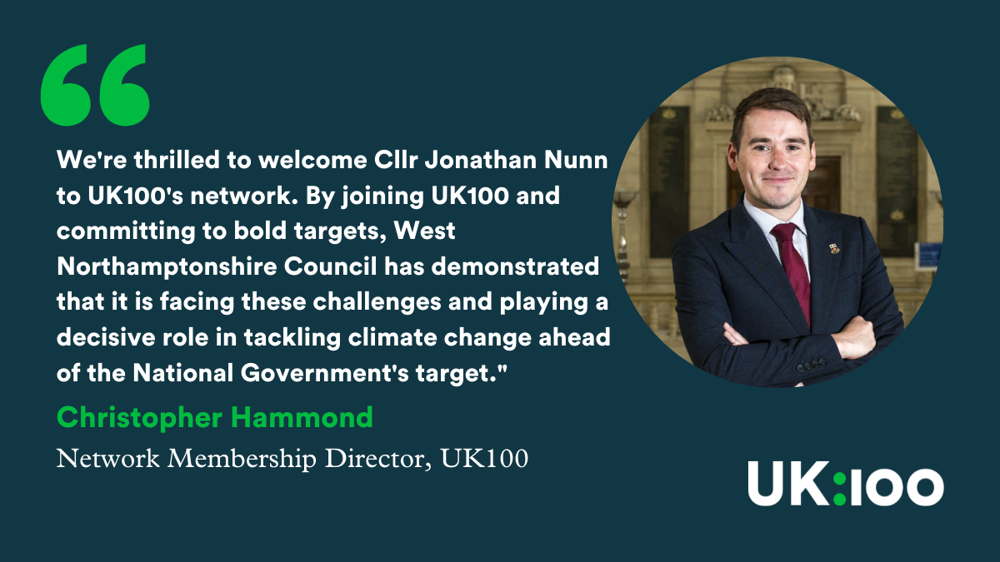 “
We're thrilled to welcome Cllr Jonathan Nunn
to UK100's network. By joining UK100 and
committing to bold targets, West
Northamptonshire Council has demonstrated
that it is facing these challenges and playing a
decisive role in tackling climate change ahead
of the National Government's target."
Christopher Hammond
Network Membership Director, UK100
UK:100